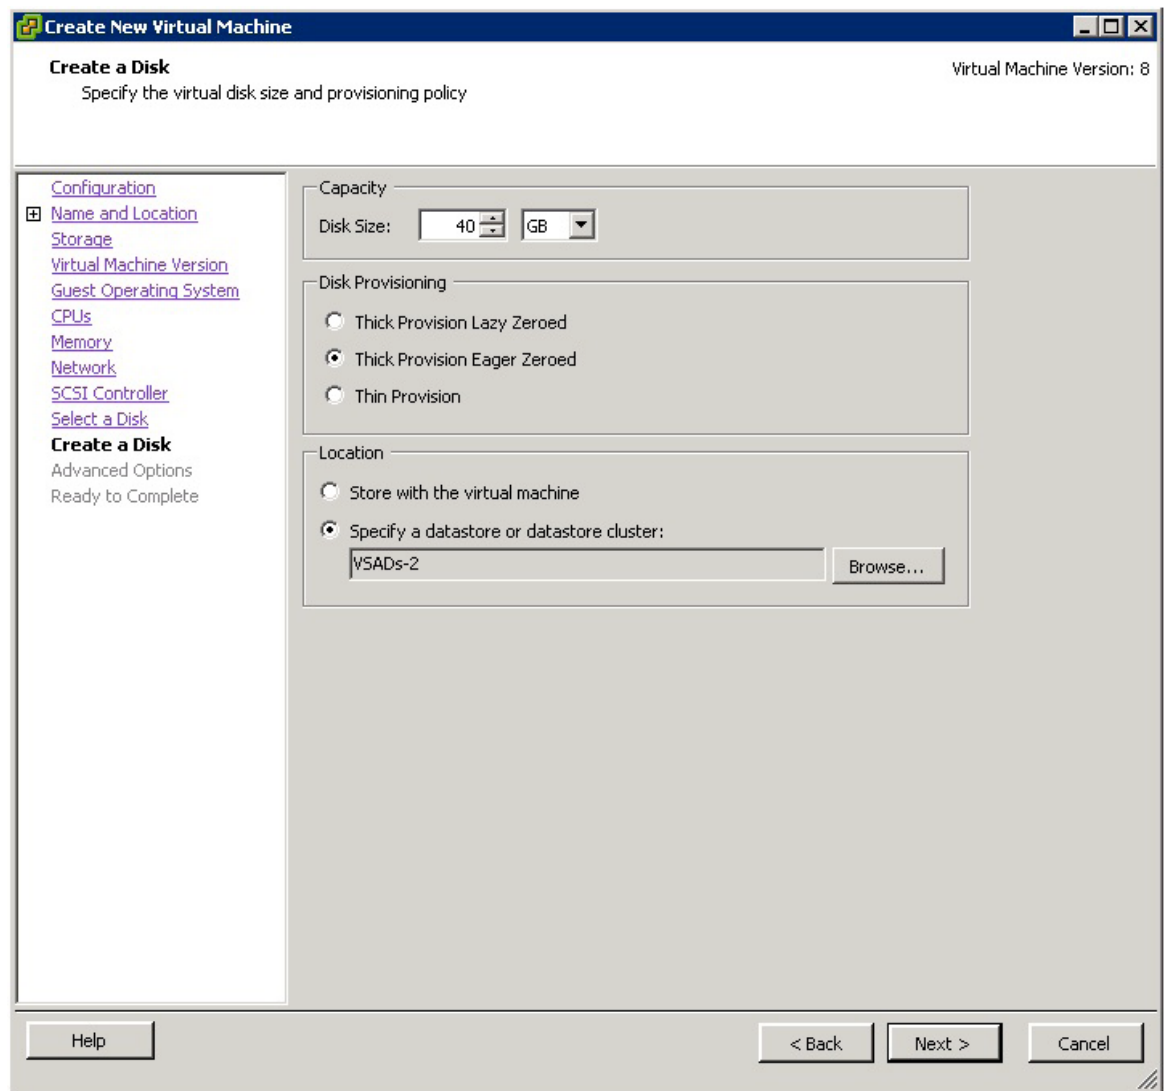 Create New Virtual Machine
Create a Disk
Virtual Machine Version: 8
Specify the virtual disk size and provisioning policy
Configuration
Name and Location
Storage
Virtual Machine Version
Guest Operating System
CPUs
Memory
Network
SCSI Controller
Select a Disk
Create a Disk
Advanced Options
Ready to Complete
Capacity
Disk Size: 40 GB
Disk Provisioning
Thick Provision Lazy Zeroed
Thick Provision Eager Zeroed
Thin Provision
Location
Store with the virtual machine
Specify a datastore or datastore cluster:
VSADs-2 Browse...
Help < Back Next > Cancel